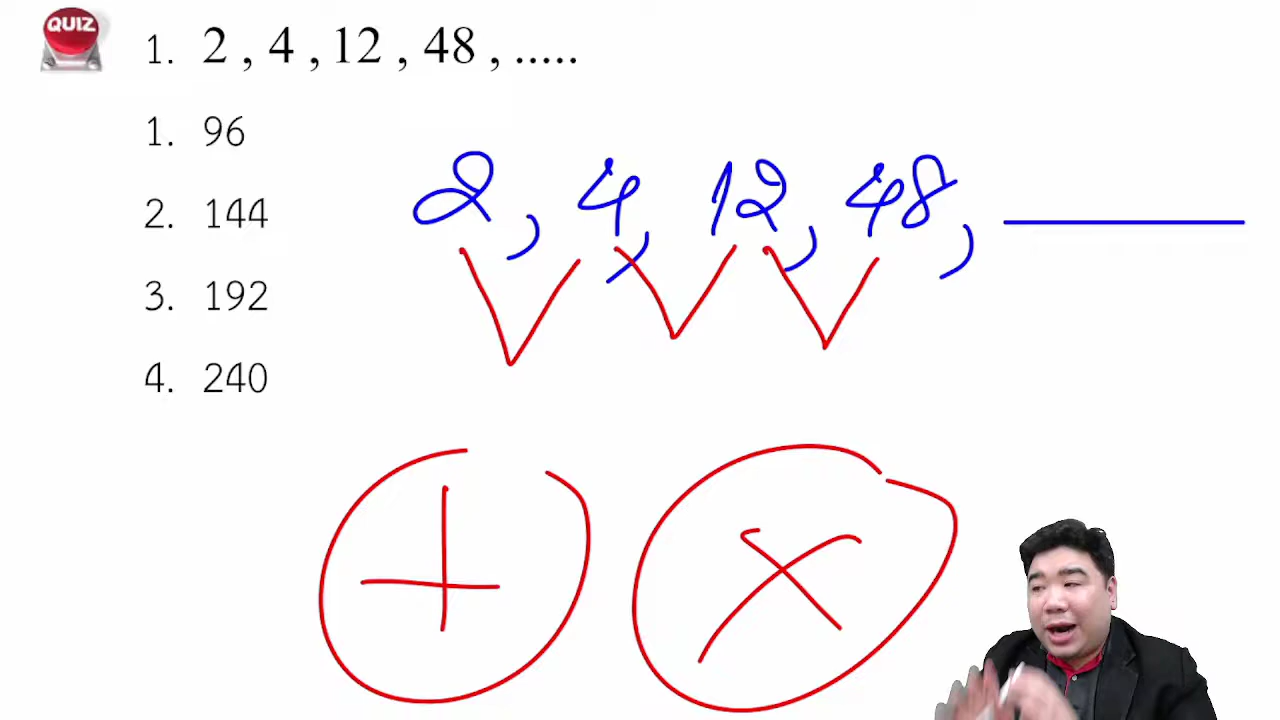 QUIZ
1. 2 , 4 , 12 , 48 , .....
1. 96
2. 144
3. 192
4. 240
2, 4, 12, 48,
+ ×